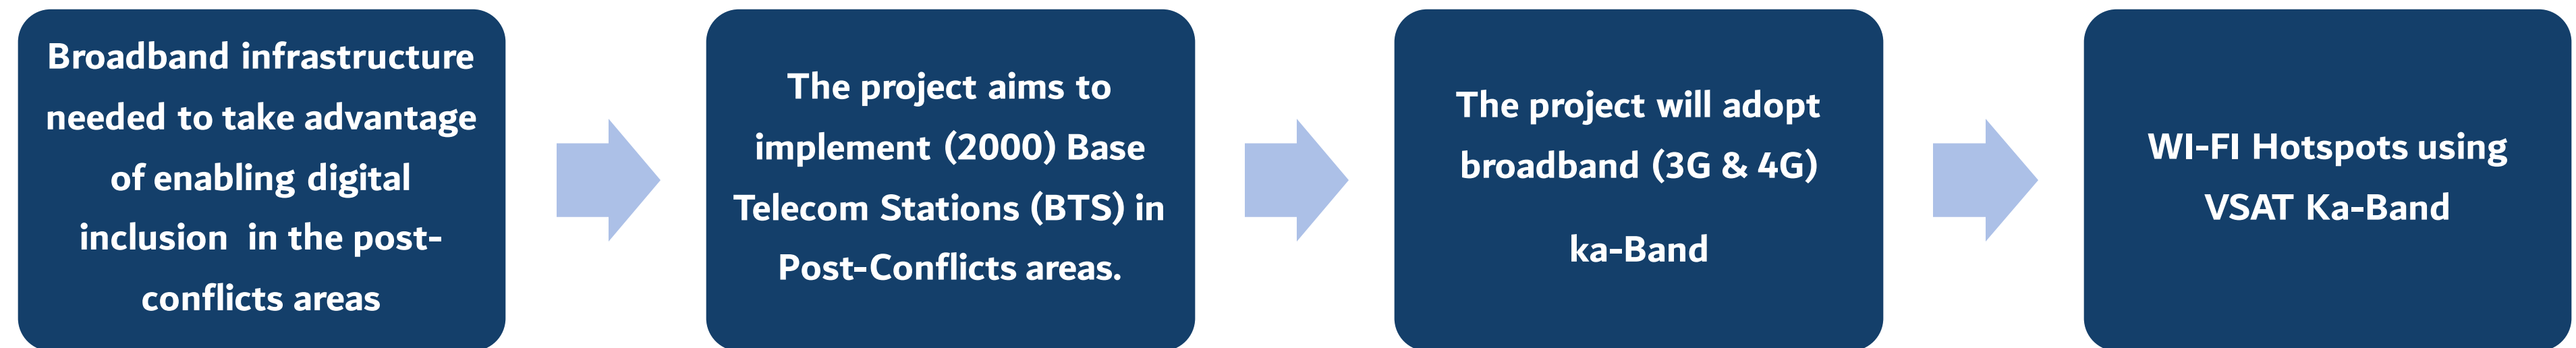 Broadband infrastructure
needed to take advantage
of enabling digital
inclusion in the post-
conflicts areas
The project aims to
implement (2000) Base
Telecom Stations (BTS) in
Post-Conflicts areas.
The project will adopt
broadband (3G & 4G)
ka-Band
WI-FI Hotspots using
VSAT Ka-Band